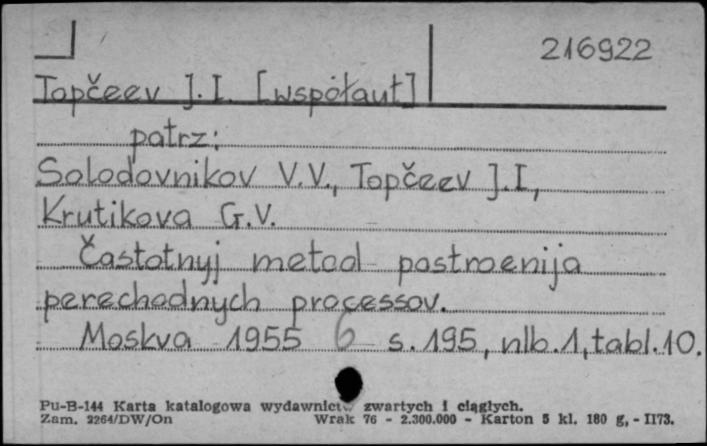 216922
Topčeev J.I. [współaut]
patrz:
Solodovnikov V.V., Topčeev J.I,
Krutikova G.V.
Častotnyj metod postroenija
perechodnych processov.
Moskva 1955 6 s. 195, nlb. 1, tabl. 10.
Pu-B-144 Karta katalogowa wydawnictw zwartych i ciągłych.
Zam. 2264/DW/On Wrak 76 - 2.300.000 - Karton 5 kl. 180 g, - II73.